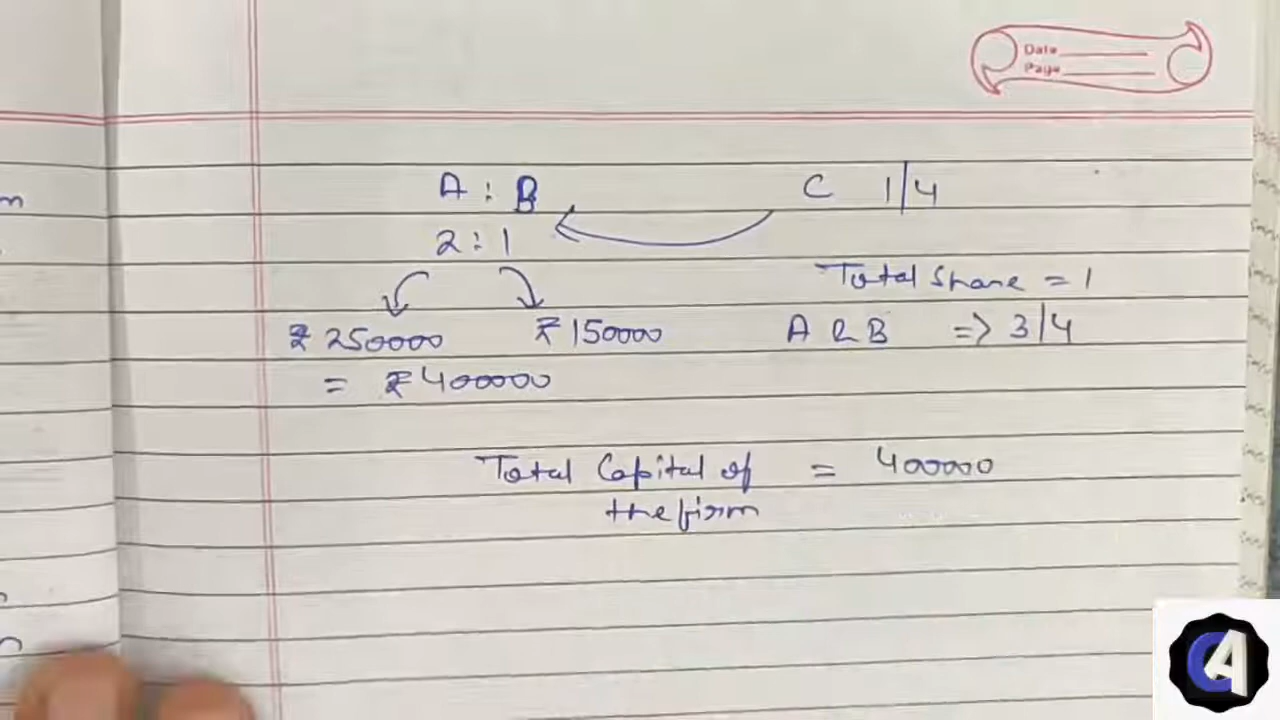 Date
Page
m
A : B C 1/4
2 : 1
Total Share = 1
₹ 250000 ₹ 150000 A & B => 3/4
= ₹ 400000
Total Capital of = 400000
the firm
CA